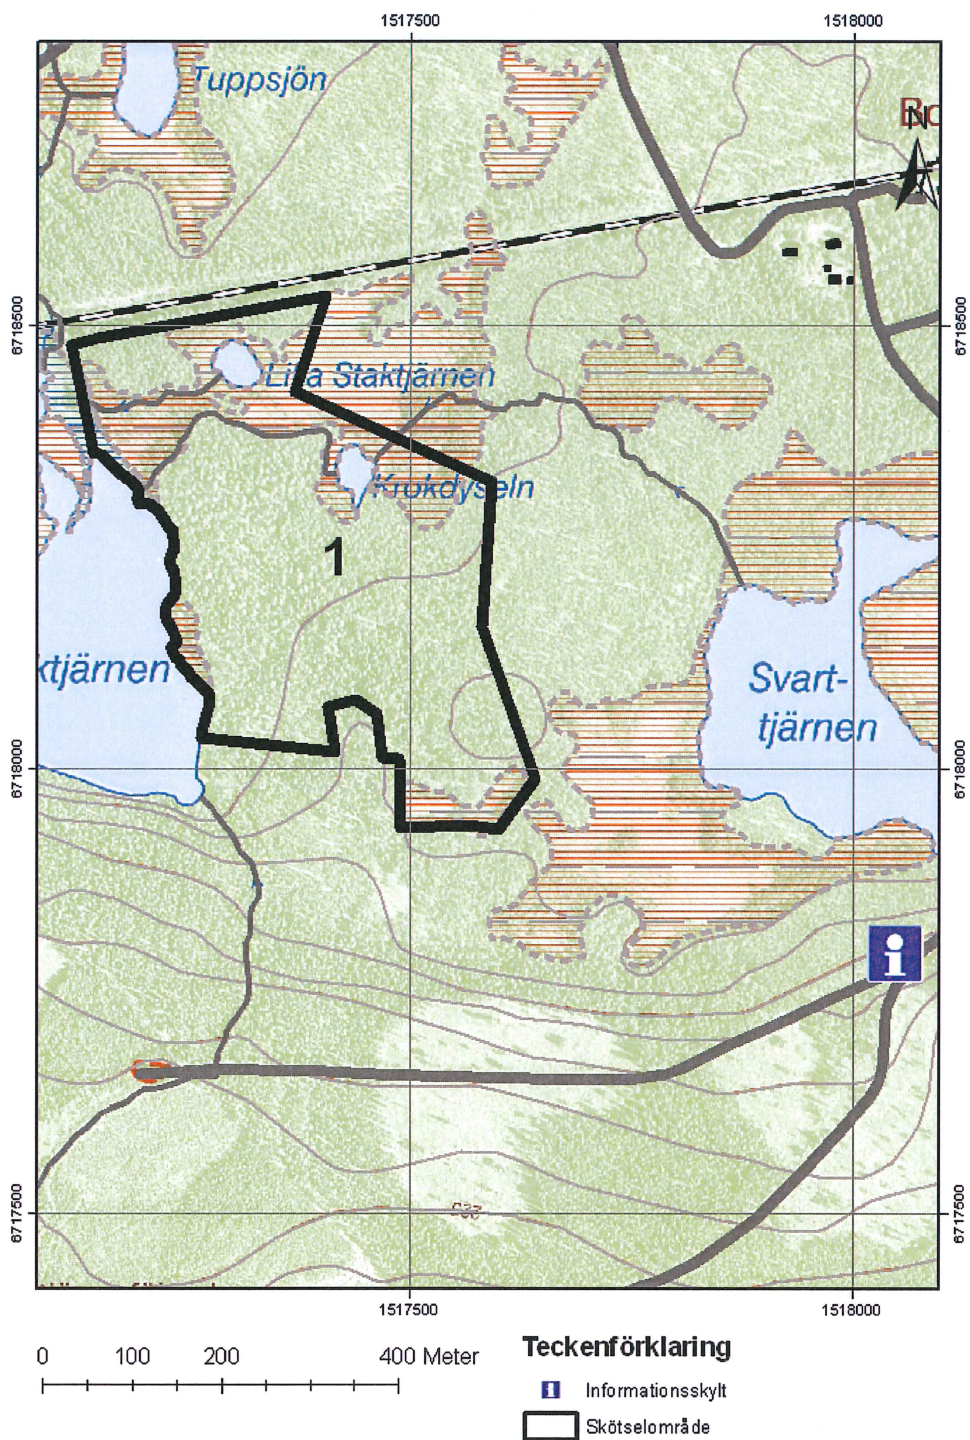 1517500
1518000
Tuppsjön
N
6718500
6718500
Lilla Staktjärnen
Krokdyseln
1
ktjärnen
Svart-
tjärnen
6718000
6718000
i
6717500
6717500
1517500
1518000
0 100 200 400 Meter
Teckenförklaring
i Informationsskylt
Skötselområde